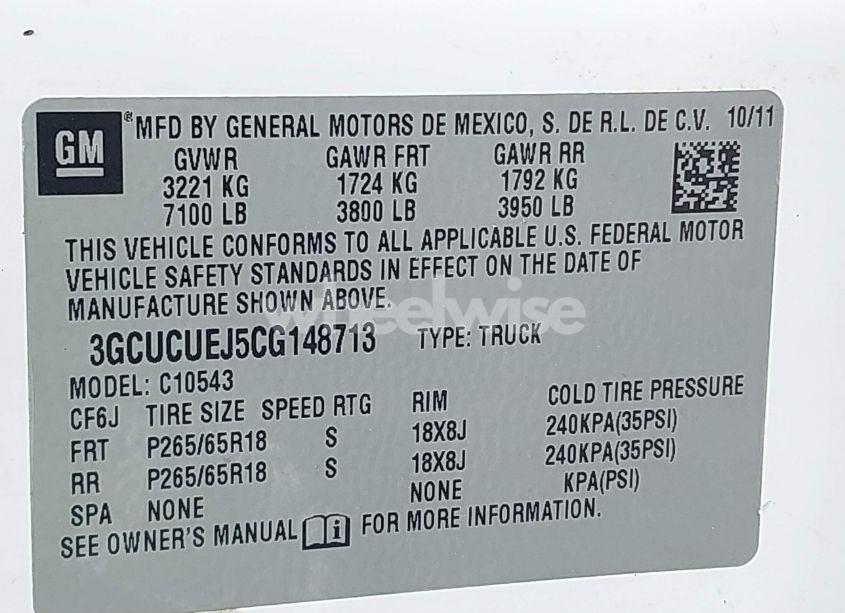 GM ® MFD BY GENERAL MOTORS DE MEXICO, S. DE R.L. DE C.V. 10/11
GVWR GAWR FRT GAWR RR
3221 KG 1724 KG 1792 KG
7100 LB 3800 LB 3950 LB
THIS VEHICLE CONFORMS TO ALL APPLICABLE U.S. FEDERAL MOTOR
VEHICLE SAFETY STANDARDS IN EFFECT ON THE DATE OF
MANUFACTURE SHOWN ABOVE.
wheelwise
3GCUCUEJ5CG148713 TYPE: TRUCK
MODEL: C10543
CF6J TIRE SIZE SPEED RTG RIM COLD TIRE PRESSURE
FRT P265/65R18 S 18X8J 240KPA(35PSI)
RR P265/65R18 S 18X8J 240KPA(35PSI)
SPA NONE NONE KPA(PSI)
SEE OWNER'S MANUAL i FOR MORE INFORMATION.